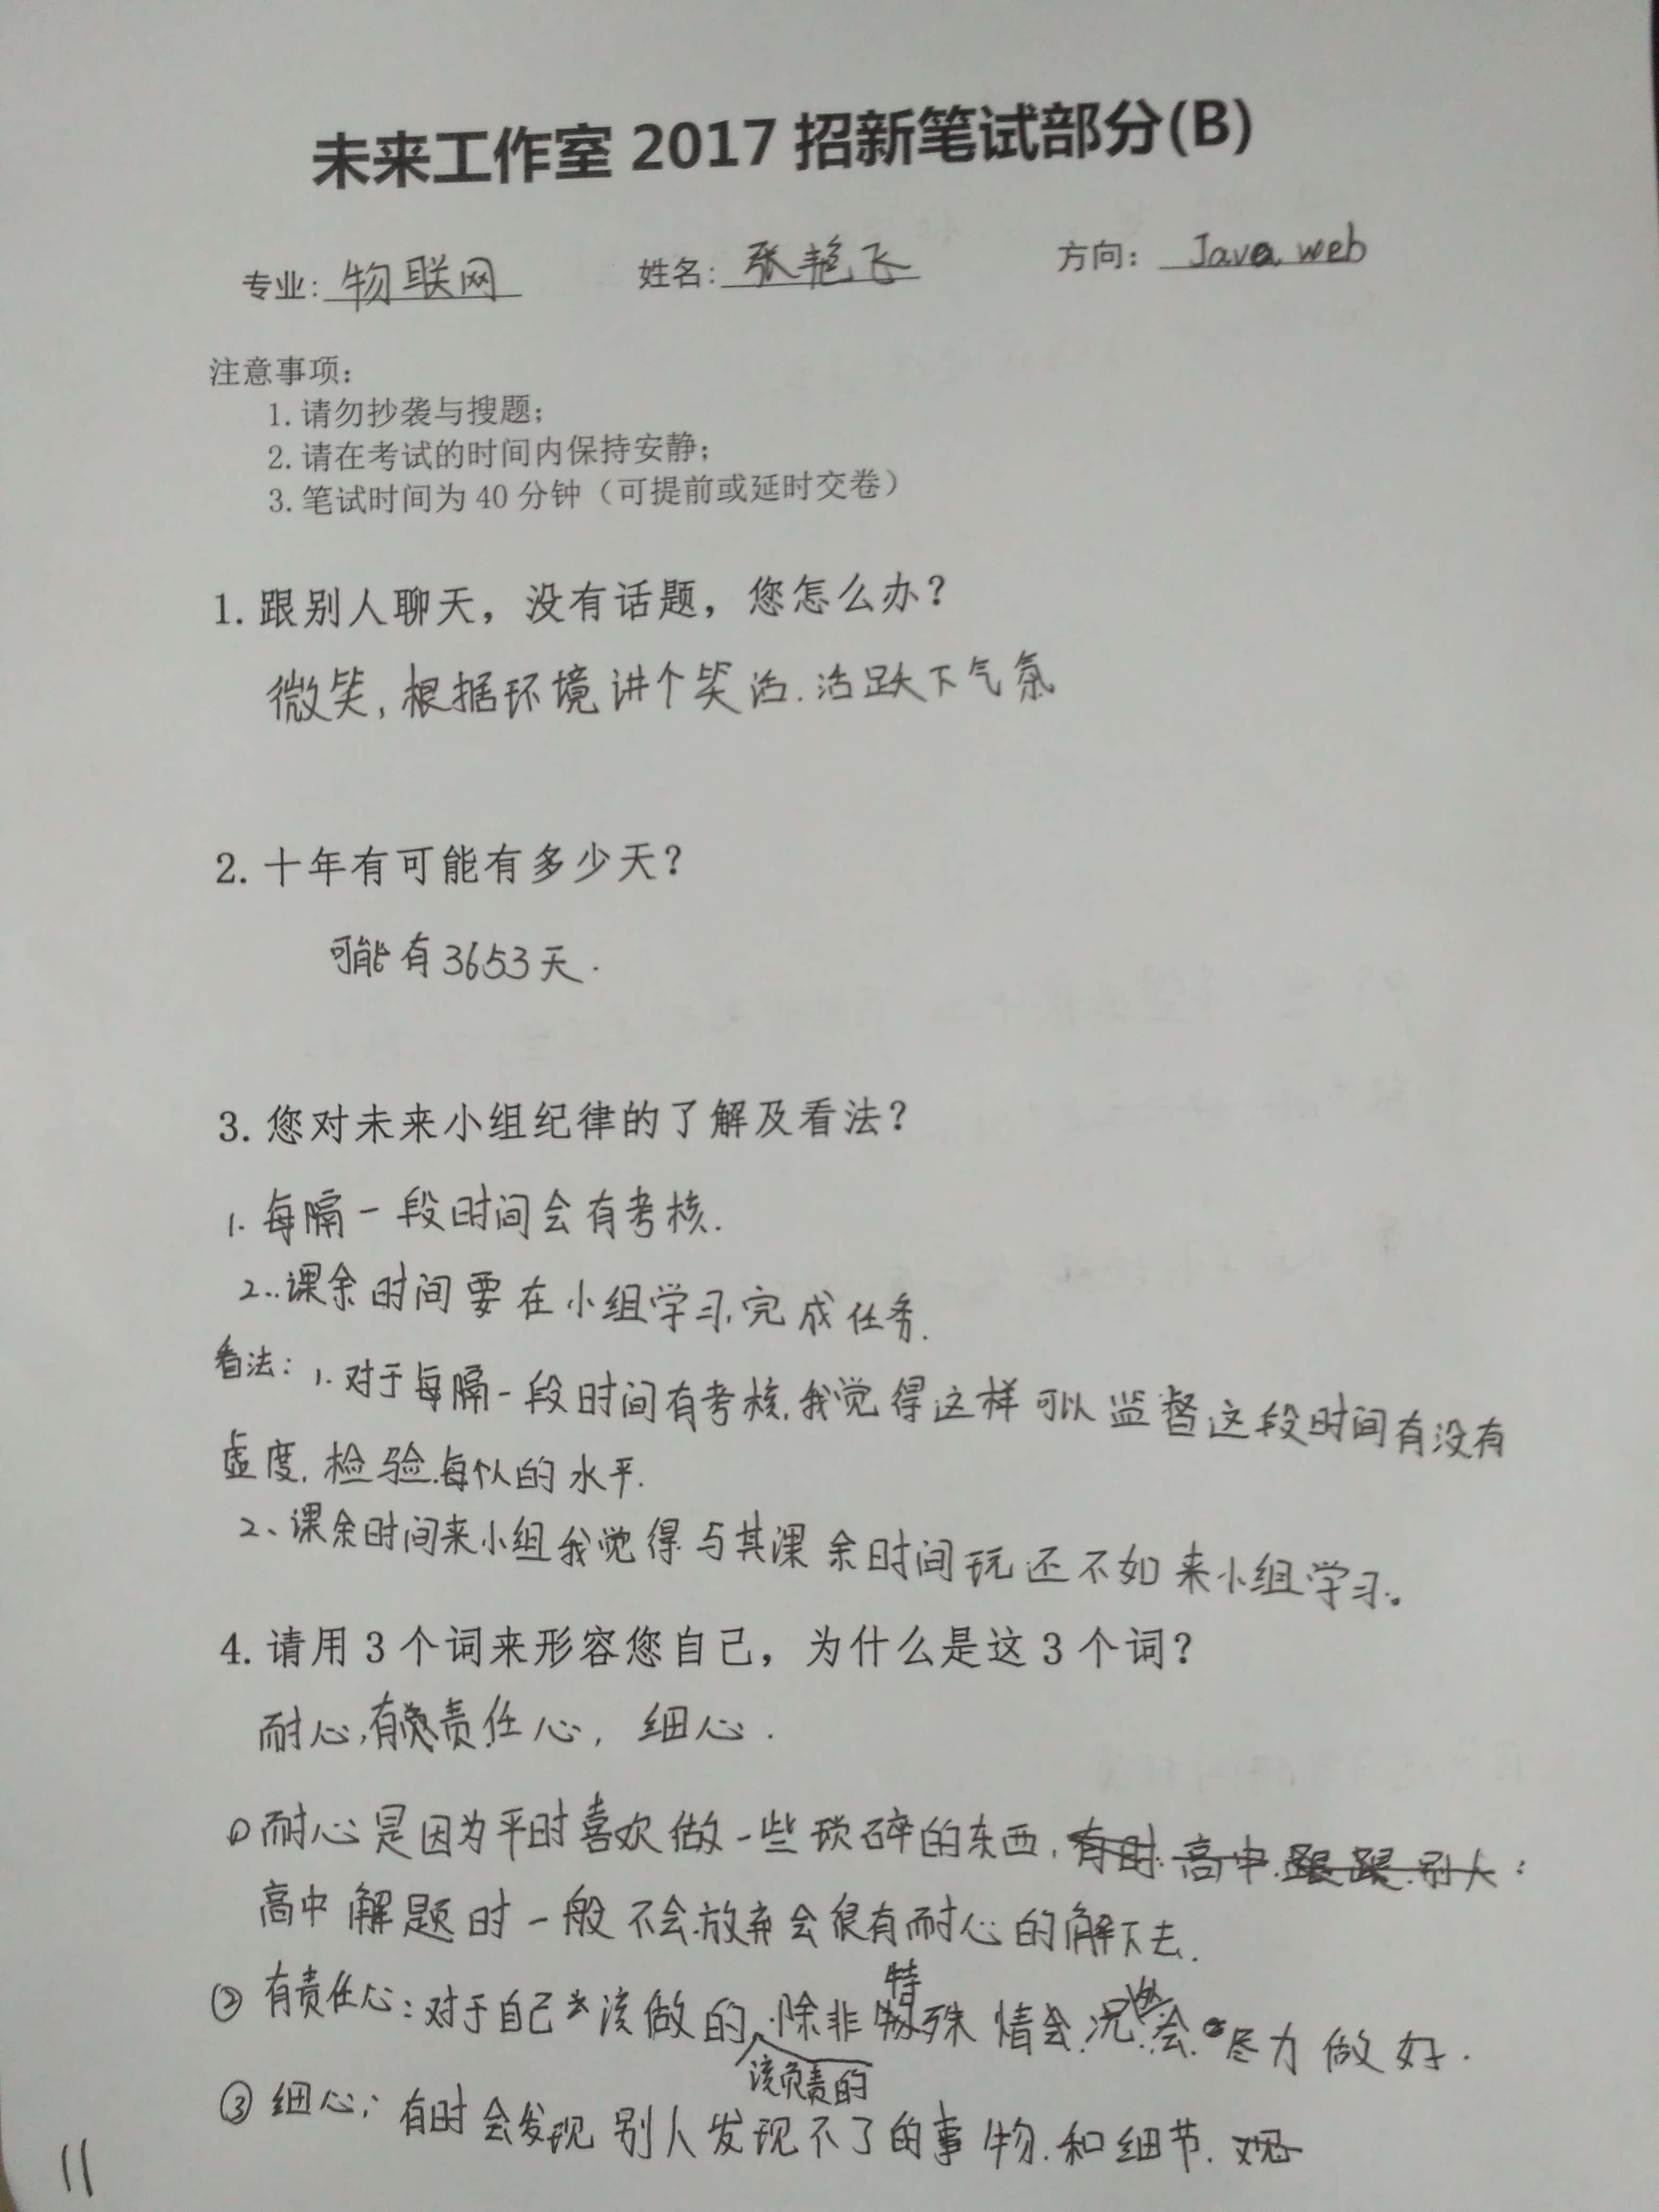 未来工作室 2017 招新笔试部分(B)
专业: 物联网 姓名: 张艳飞 方向: Java web
注意事项:
1. 请勿抄袭与搜题;
2. 请在考试的时间内保持安静;
3. 笔试时间为 40 分钟（可提前或延时交卷）
1. 跟别人聊天，没有话题，您怎么办？
微笑, 根据环境讲个笑话. 活跃下气氛
2. 十年有可能有多少天？
可能有3653天.
3. 您对未来小组纪律的了解及看法？
1. 每隔一段时间会有考核.
2. 课余时间要在小组学习, 完成任务.
看法: 1. 对于每隔一段时间有考核, 我觉得这样可以监督这段时间有没有
虚度, 检验每个人的水平.
2、课余时间来小组我觉得与其课余时间玩还不如来小组学习。
4. 请用 3 个词来形容您自己，为什么是这 3 个词？
耐心, 有责任心, 细心.
① 耐心是因为平时喜欢做一些琐碎的东西, 有时 高中 跟 跟 别人:
高中解题时一般不会放弃会很有耐心的解下去.
② 有责任心: 对于自己该做的, 该负责的 除非特殊情况 会尽力做好.
③ 细心: 有时会发现别人发现不了的事物. 和细节.
11